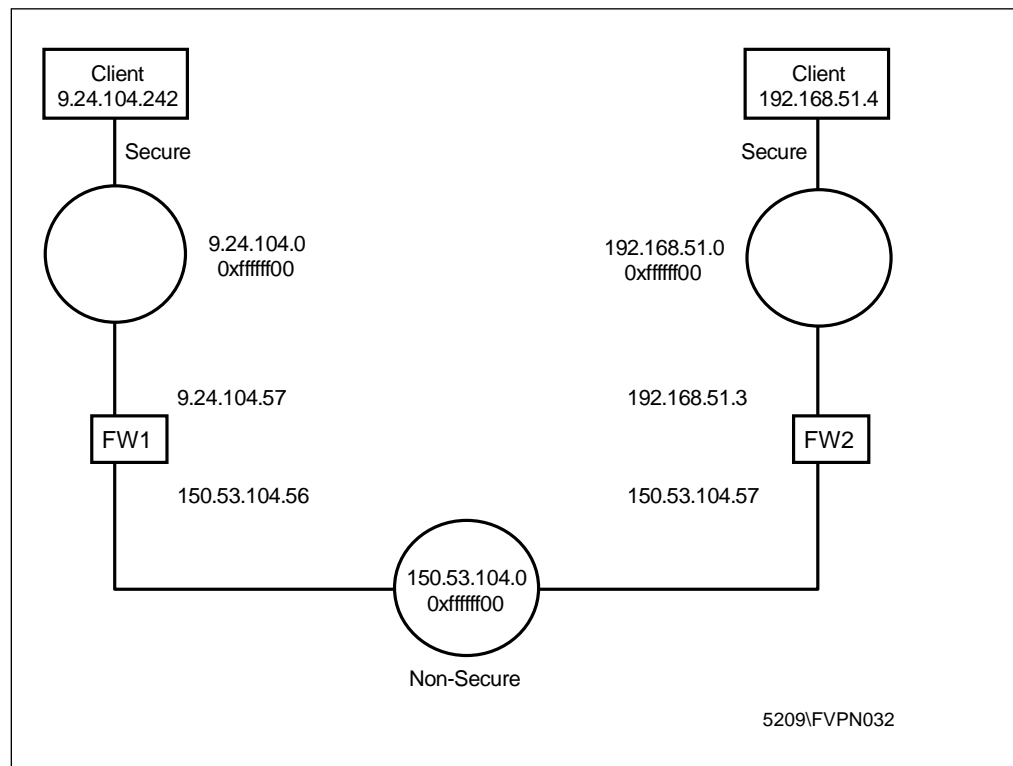 Client
9.24.104.242
Client
192.168.51.4
Secure
Secure
9.24.104.0
0xffffff00
192.168.51.0
0xffffff00
9.24.104.57
192.168.51.3
FW1
FW2
150.53.104.56
150.53.104.57
150.53.104.0
0xffffff00
Non-Secure
5209\FVPN032